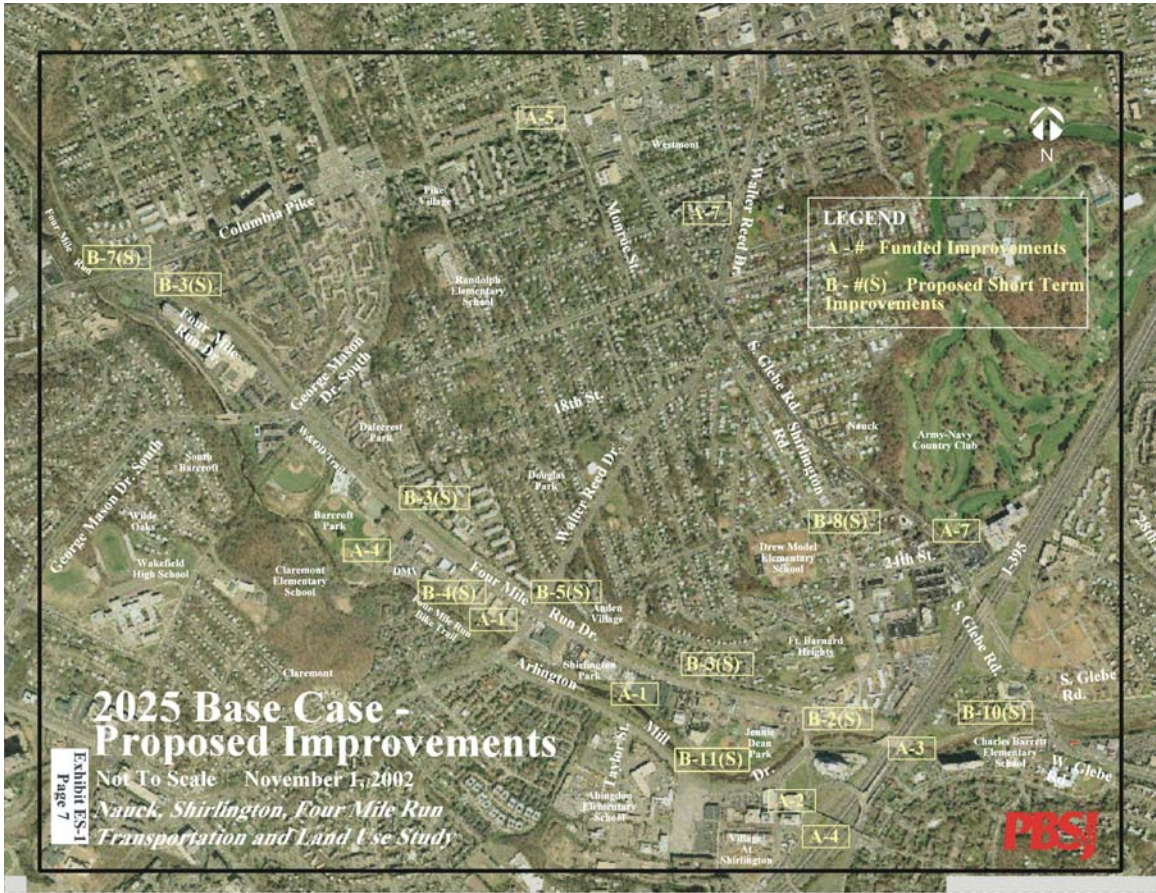 A-5
Westmont
N
Walter Reed Dr.
Pike
Village
Columbia Pike
Monroe St.
A-7
LEGEND
A - # Funded Improvements
B - #(S) Proposed Short Term
Improvements
Four Mile Run
B-7(S)
B-3(S)
Randolph
Elementary
School
Four Mile
Run Dr.
George Mason
Dr. South
S. Glebe Rd.
Shirlington
Rd.
18th St.
Dalecrest
Park
Nauck
Army-Navy
Country Club
W&OD Trail
South
Barcroft
George Mason Dr. South
Douglas
Park
Walter Reed Dr.
B-3(S)
Wilde
Oaks
Barcroft
Park
B-8(S)
A-7
28th
A-4
Drew Model
Elementary
School
24th St.
I-395
Wakefield
High School
Claremont
Elementary
School
DMV
Four Mile
Run Dr.
B-4(S)
B-5(S)
Four Mile Run
Bike Trail
A-1
Anden
Village
S. Glebe Rd.
Ft. Barnard
Heights
Arlington
Mill
Dr.
Shirlington
Park
B-3(S)
Claremont
S. Glebe
Rd.
A-1
2025 Base Case -
Proposed Improvements
B-2(S)
B-10(S)
Taylor St.
Jennie
Dean
Park
A-3
Charles Barrett
Elementary
School
B-11(S)
W. Glebe
Rd.
Exhibit ES-1
Page 7
Not To Scale November 1, 2002
Abingdon
Elementary
School
A-2
Nauck, Shirlington, Four Mile Run
Transportation and Land Use Study
Village
At
Shirlington
A-4
PBSJ